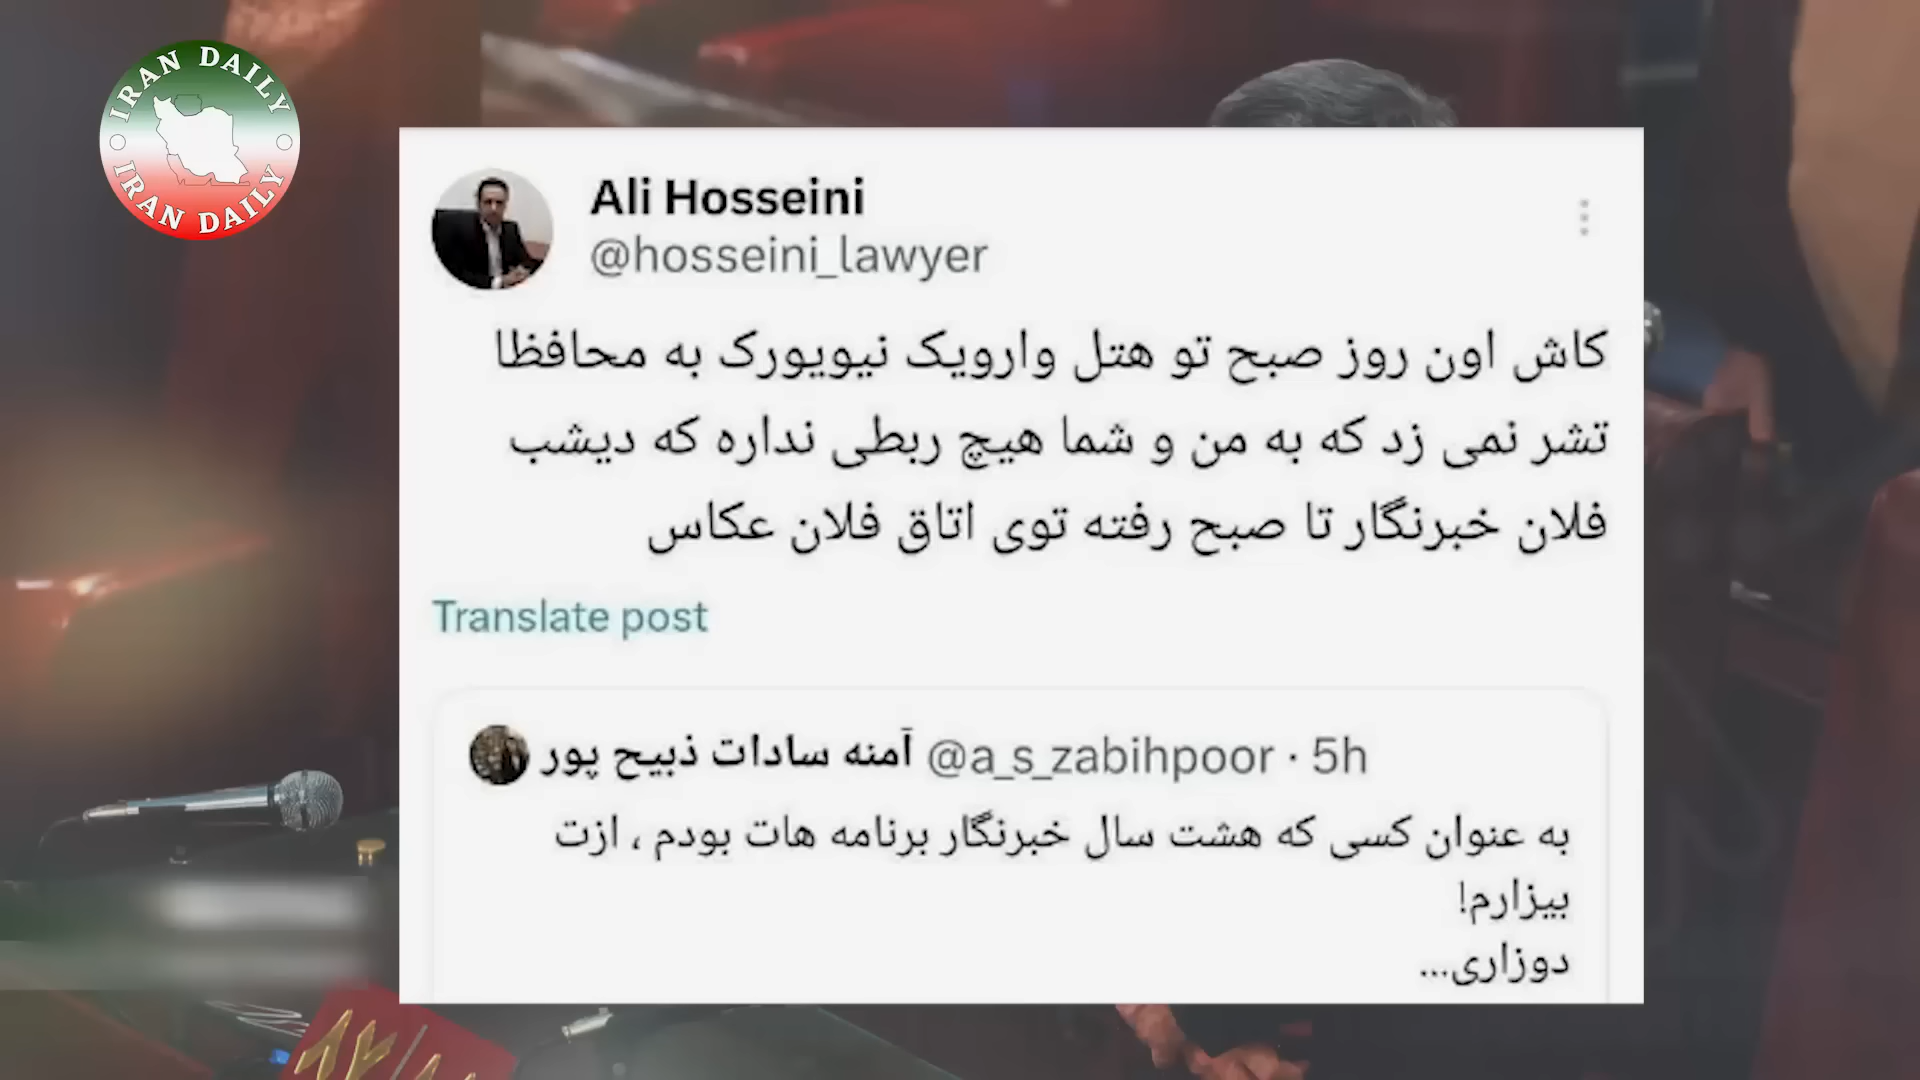 IRAN DAILY
IRAN DAILY
Ali Hosseini
@hosseini_lawyer
کاش اون روز صبح تو هتل وارویک نیویورک به محافظا
تشر نمی زد که به من و شما هیچ ربطی نداره که دیشب
فلان خبرنگار تا صبح رفته توی اتاق فلان عکاس
Translate post
آمنه سادات ذبیح پور @a_s_zabihpoor · 5h
به عنوان کسی که هشت سال خبرنگار برنامه هات بودم ، ازت
بیزارم!
دوزاری...